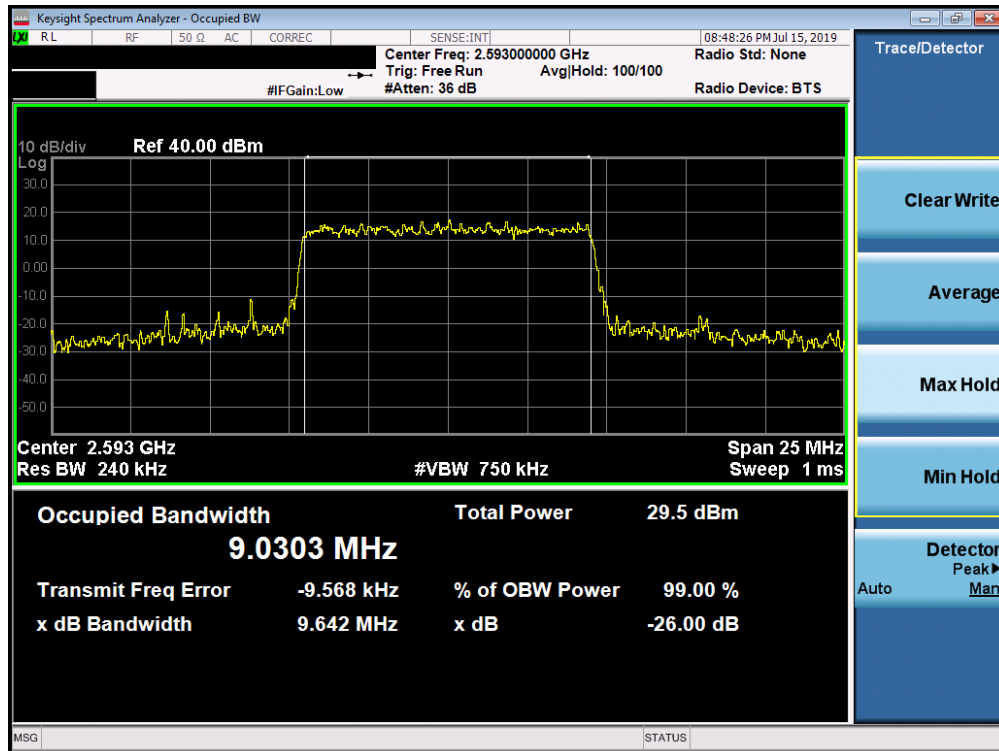 Keysight Spectrum Analyzer - Occupied BW
LXI RL RF 50 Ω AC CORREC SENSE:INT 08:48:26 PM Jul 15, 2019
Center Freq: 2.593000000 GHz Radio Std: None
Trig: Free Run Avg|Hold: 100/100
#IFGain:Low #Atten: 36 dB Radio Device: BTS
Trace/Detector
10 dB/div Ref 40.00 dBm
Log
30.0
20.0
10.0
0.00
-10.0
-20.0
-30.0
-40.0
-50.0
Center 2.593 GHz Span 25 MHz
Res BW 240 kHz #VBW 750 kHz Sweep 1 ms
Occupied Bandwidth Total Power 29.5 dBm
9.0303 MHz
Transmit Freq Error -9.568 kHz % of OBW Power 99.00 %
x dB Bandwidth 9.642 MHz x dB -26.00 dB
Clear Write
Average
Max Hold
Min Hold
Detector
Peak▶
Auto Man
MSG STATUS